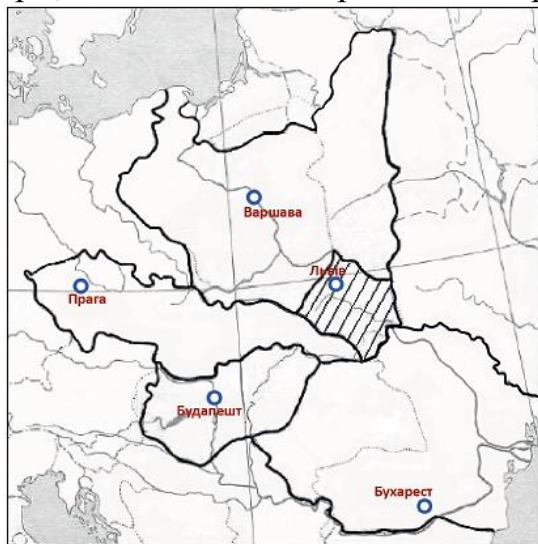 Варшава
Львів
Прага
Будапешт
Бухарест